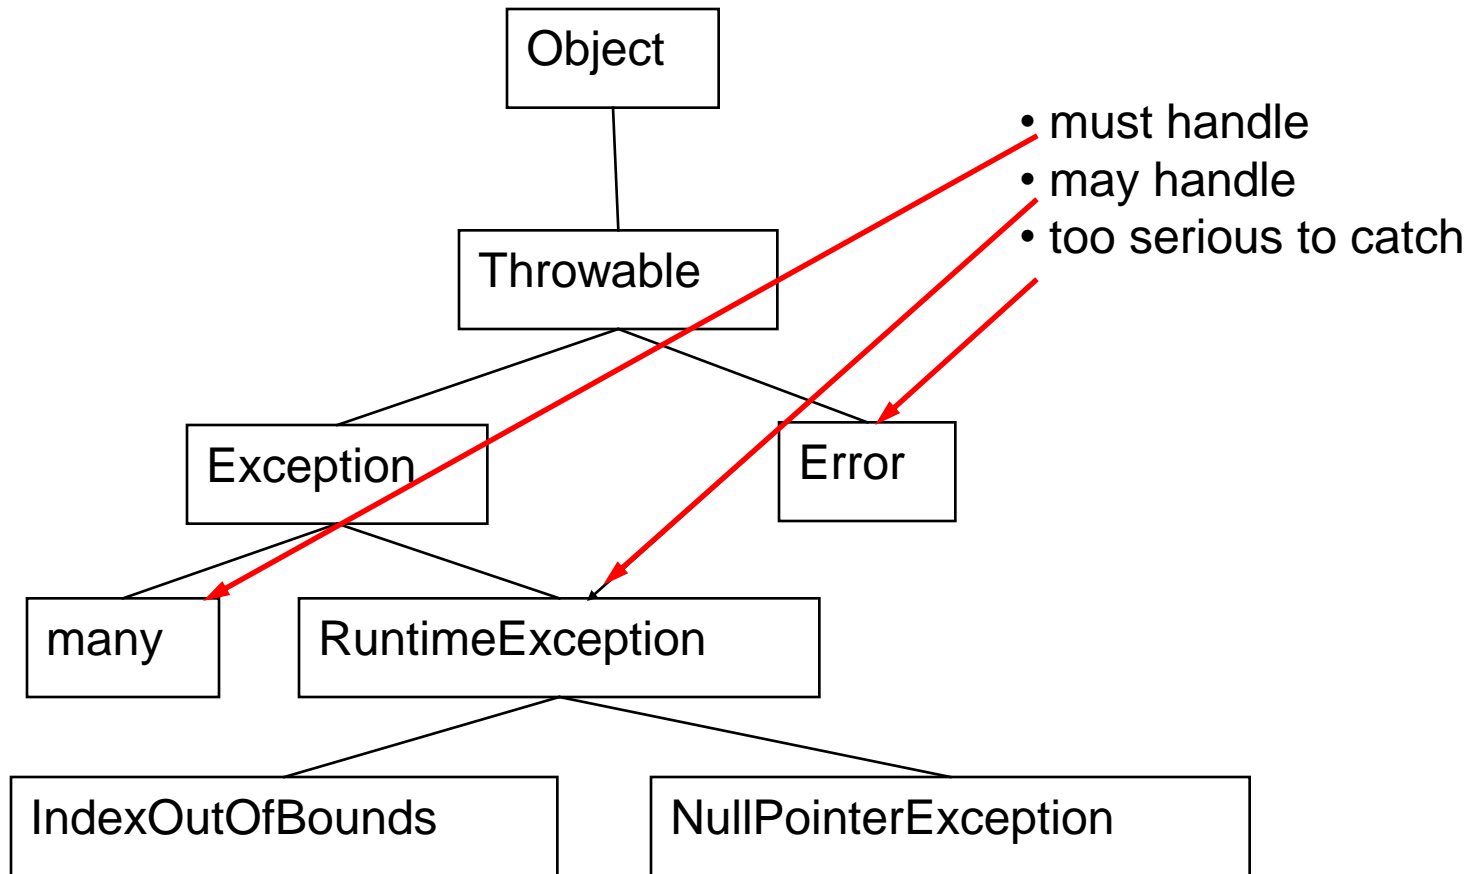 Object
• must handle
• may handle
• too serious to catch
Throwable
Exception
Error
many
RuntimeException
IndexOutOfBounds
NullPointerException